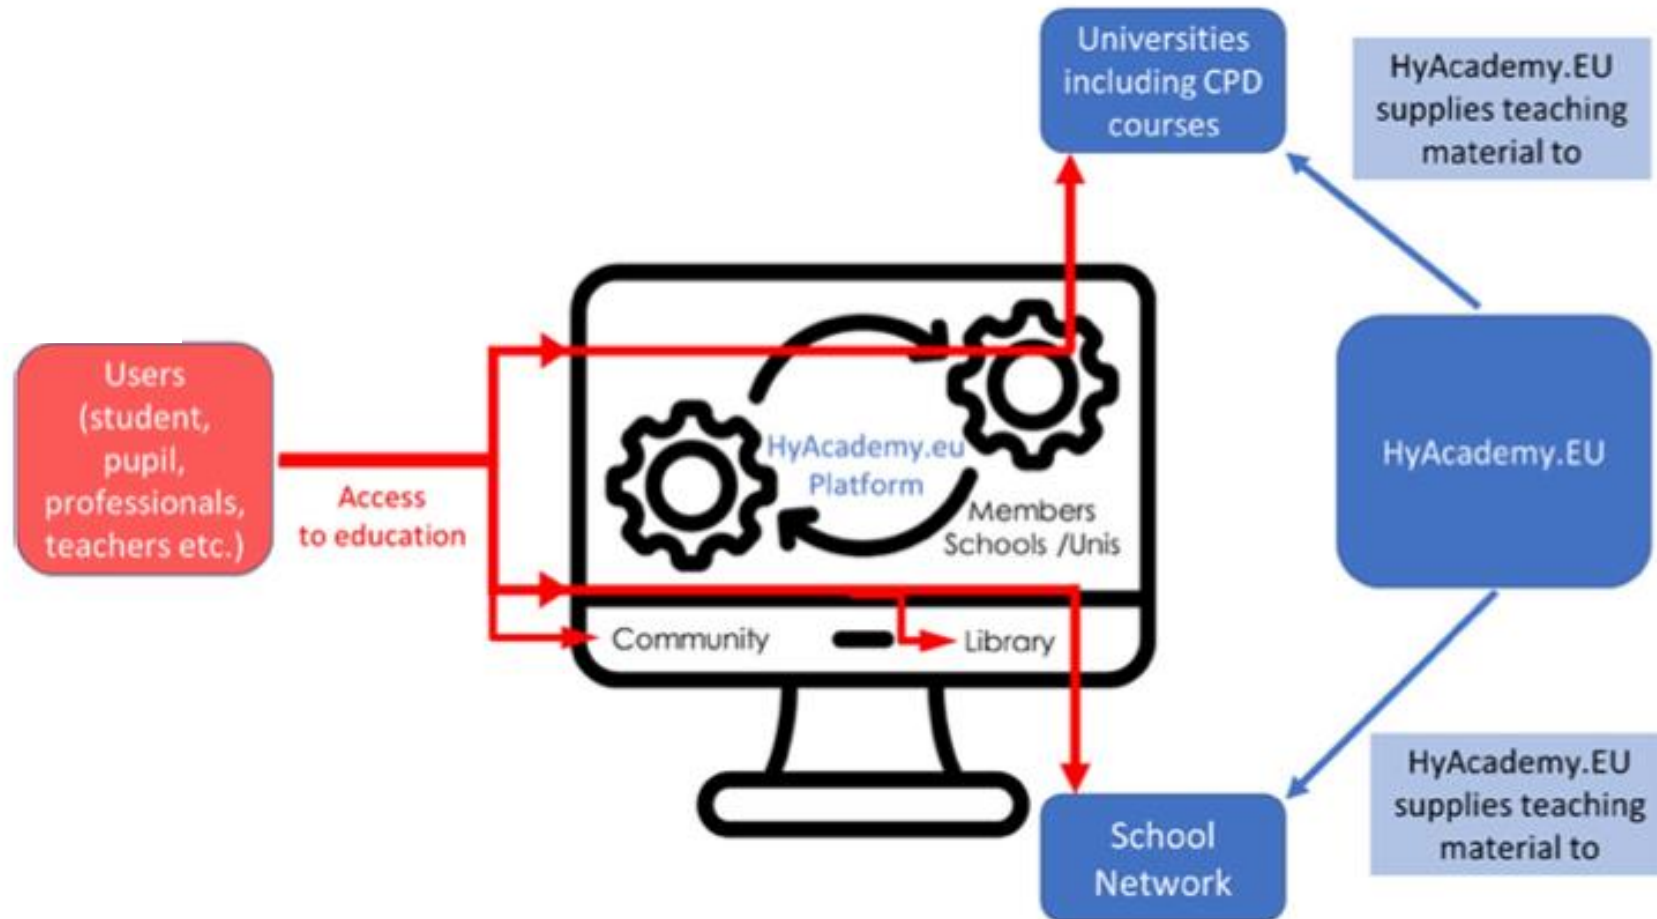 Universities
including CPD
courses
HyAcademy.EU
supplies teaching
material to
Users
(student,
pupil,
professionals,
teachers etc.)
Access
to education
HyAcademy.eu
Platform
Members
Schools /Unis
HyAcademy.EU
Community
Library
School
Network
HyAcademy.EU
supplies teaching
material to